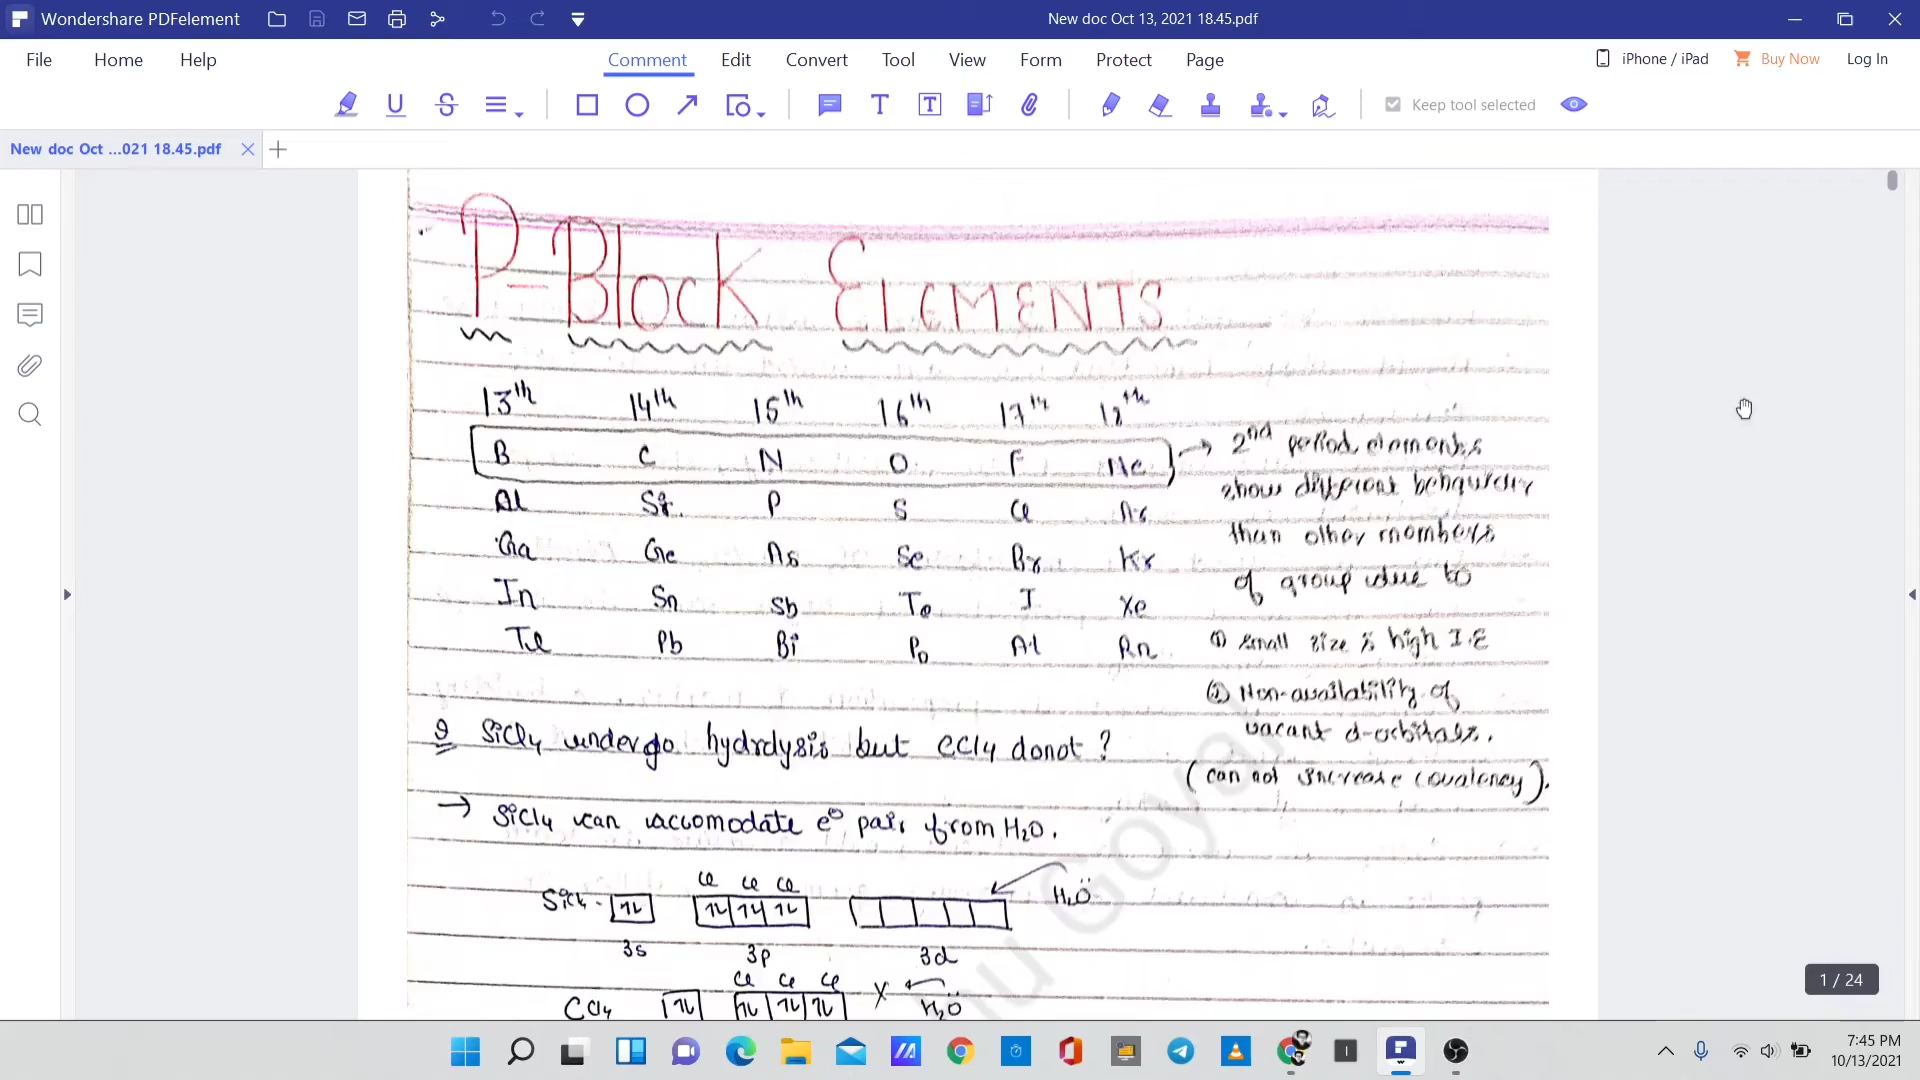 Wondershare PDFelement
New doc Oct 13, 2021 18.45.pdf
File Home Help Comment Edit Convert Tool View Form Protect Page iPhone / iPad Buy Now Log In
Keep tool selected
New doc Oct ...021 18.45.pdf
P-BLOCK ELEMENTS
13th 14th 15th 16th 17th 18th
B C N O F Ne → 2nd period elements
show different behaviour
Al Si P S Cl Ar
than other members
Ga Ge As Se Br Kr
of group due to
In Sn Sb Te I Xe
Tl Pb Bi Po At Rn
① small size & high I.E
② Non-availability of
vacant d-orbitals.
(can not increase covalency).
Q SiCl4 undergo hydrolysis but CCl4 donot ?
→ SiCl4 can accomodate e⊖ pair from H2O.
Cl Cl Cl
SiCl4 - H2Ö
3s 3p 3d
Cl Cl Cl
CCl4 X H2Ö
nu Goyal
1 / 24
7:45 PM
10/13/2021